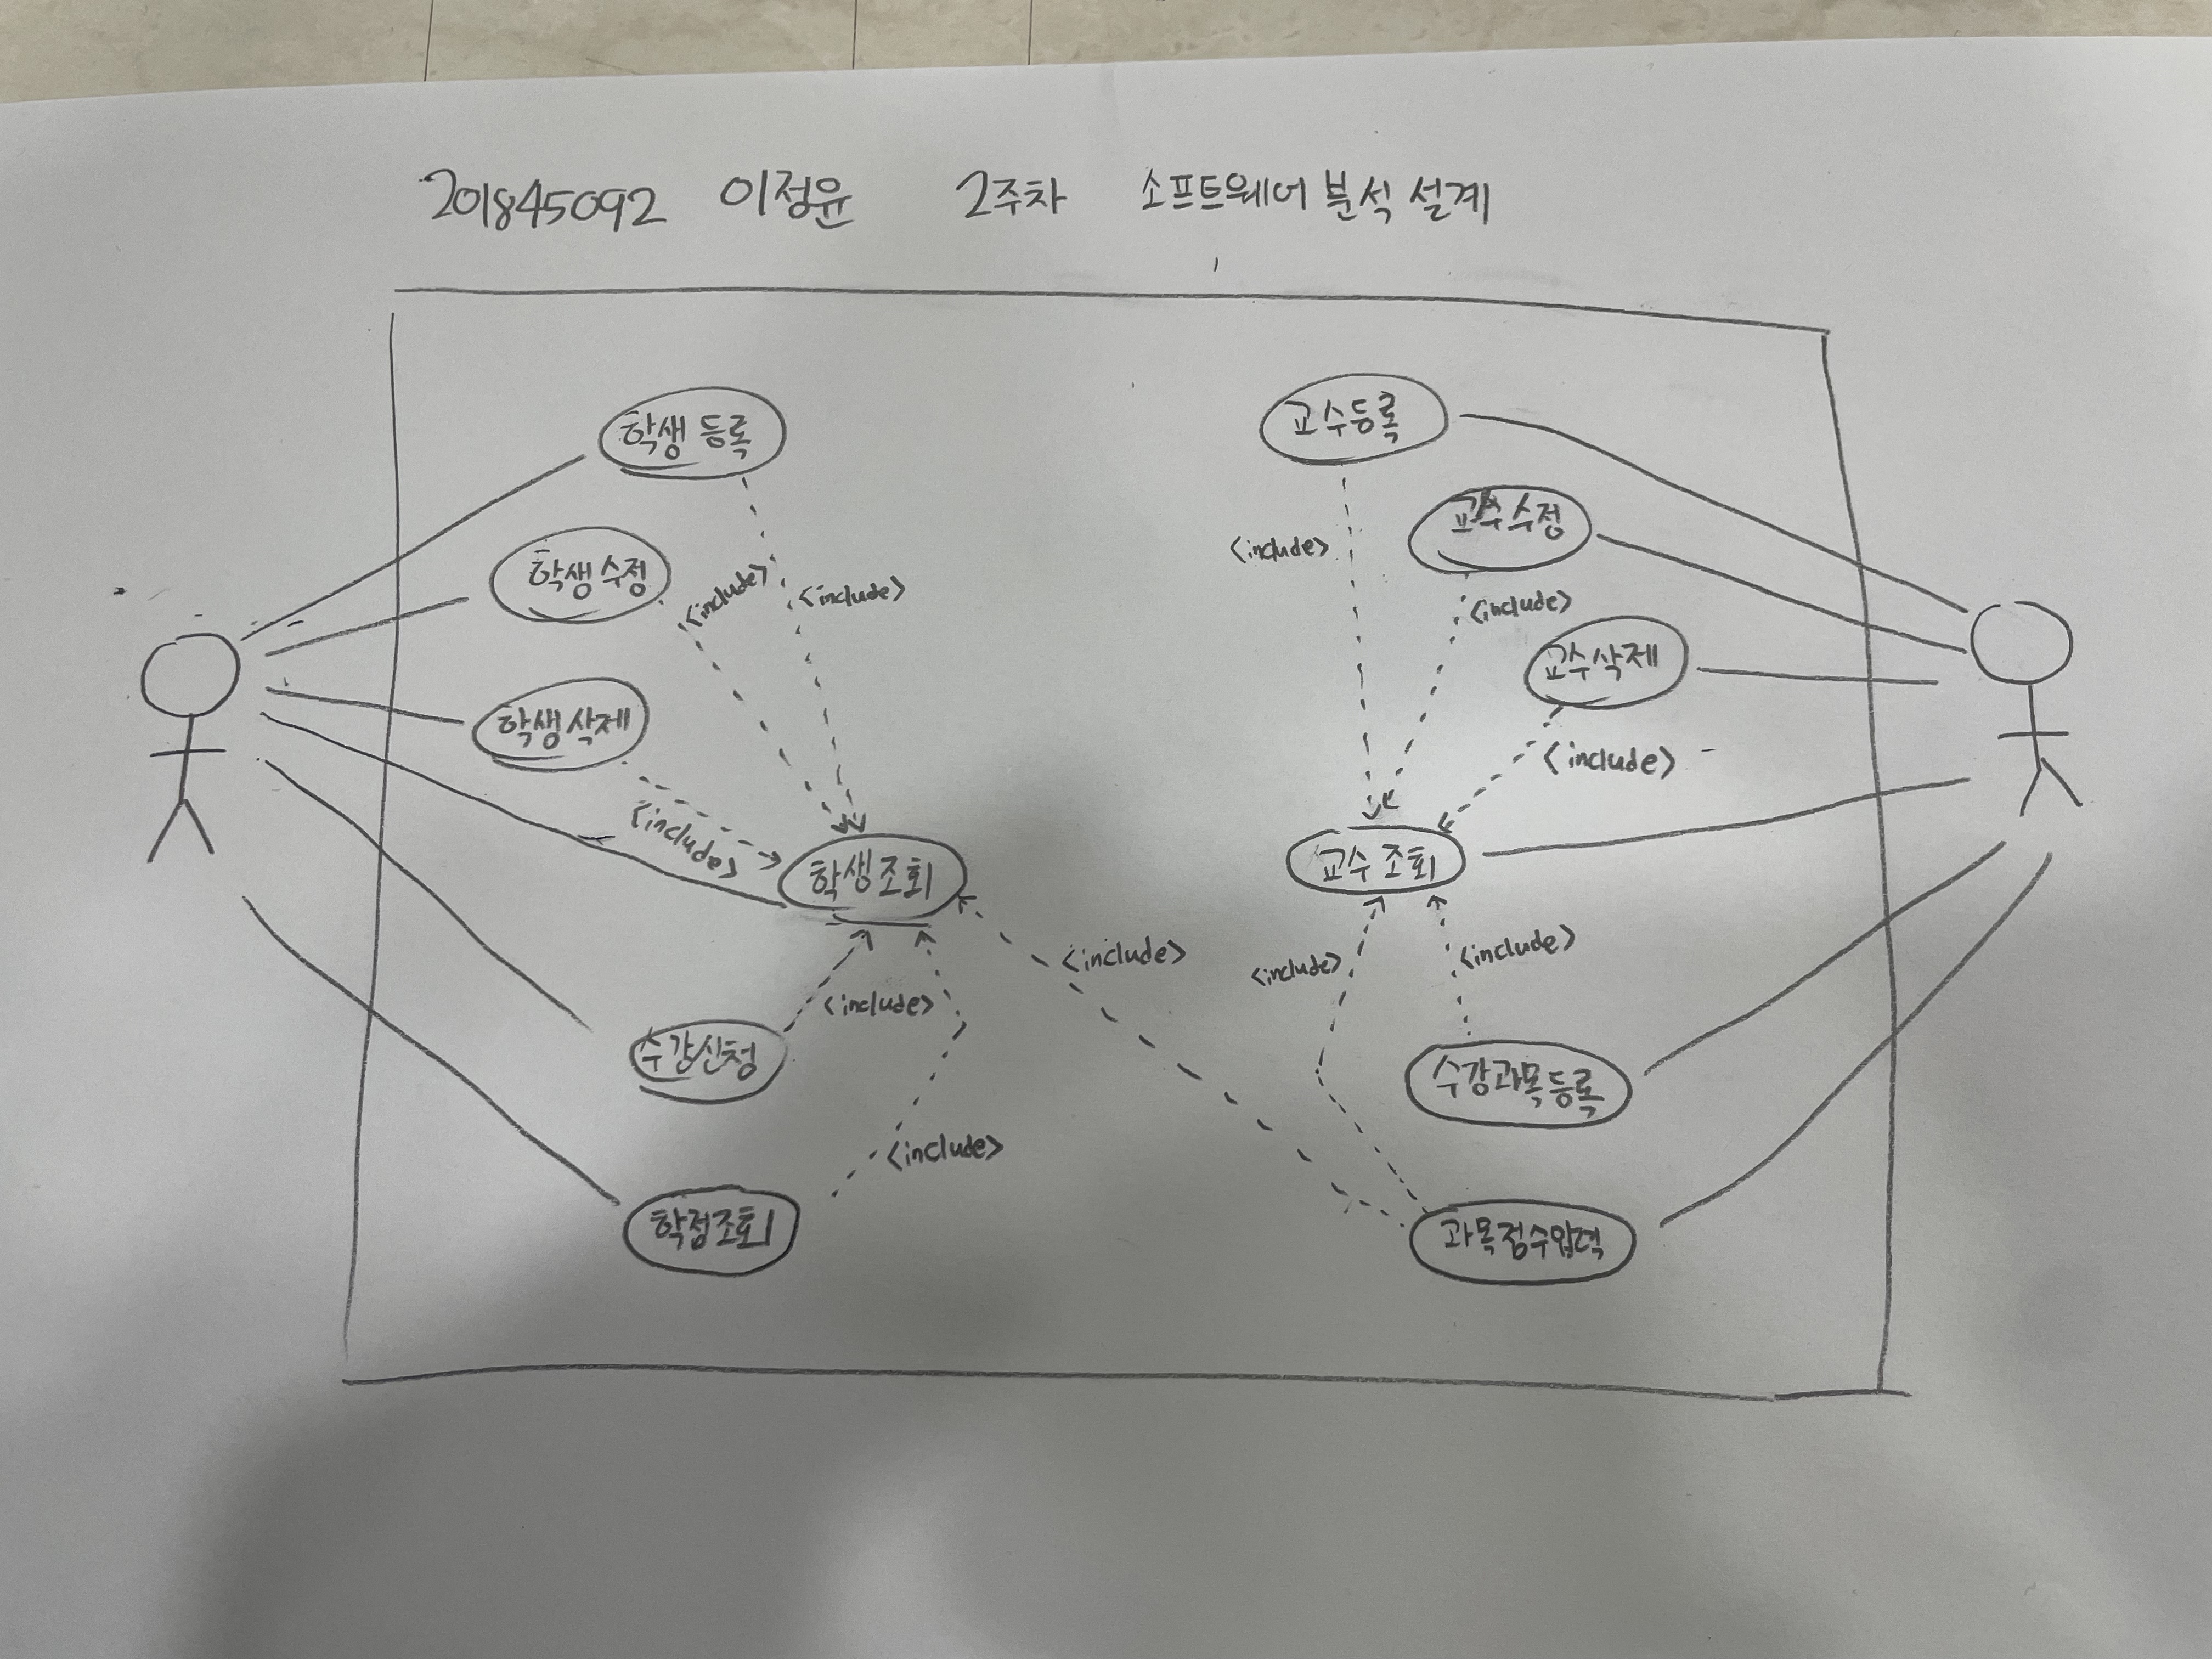 201845092 이정윤 2주차 소프트웨어 분석 설계
학생 등록
교수등록
학생수정
<include>
<include>
<include>
교수수정
<include>
학생삭제
교수삭제
<includes>
<include>
학생조회
교수조회
<include>
<include>
<include>
<include>
수강신청
수강과목등록
<include>
학점조회
과목점수입력